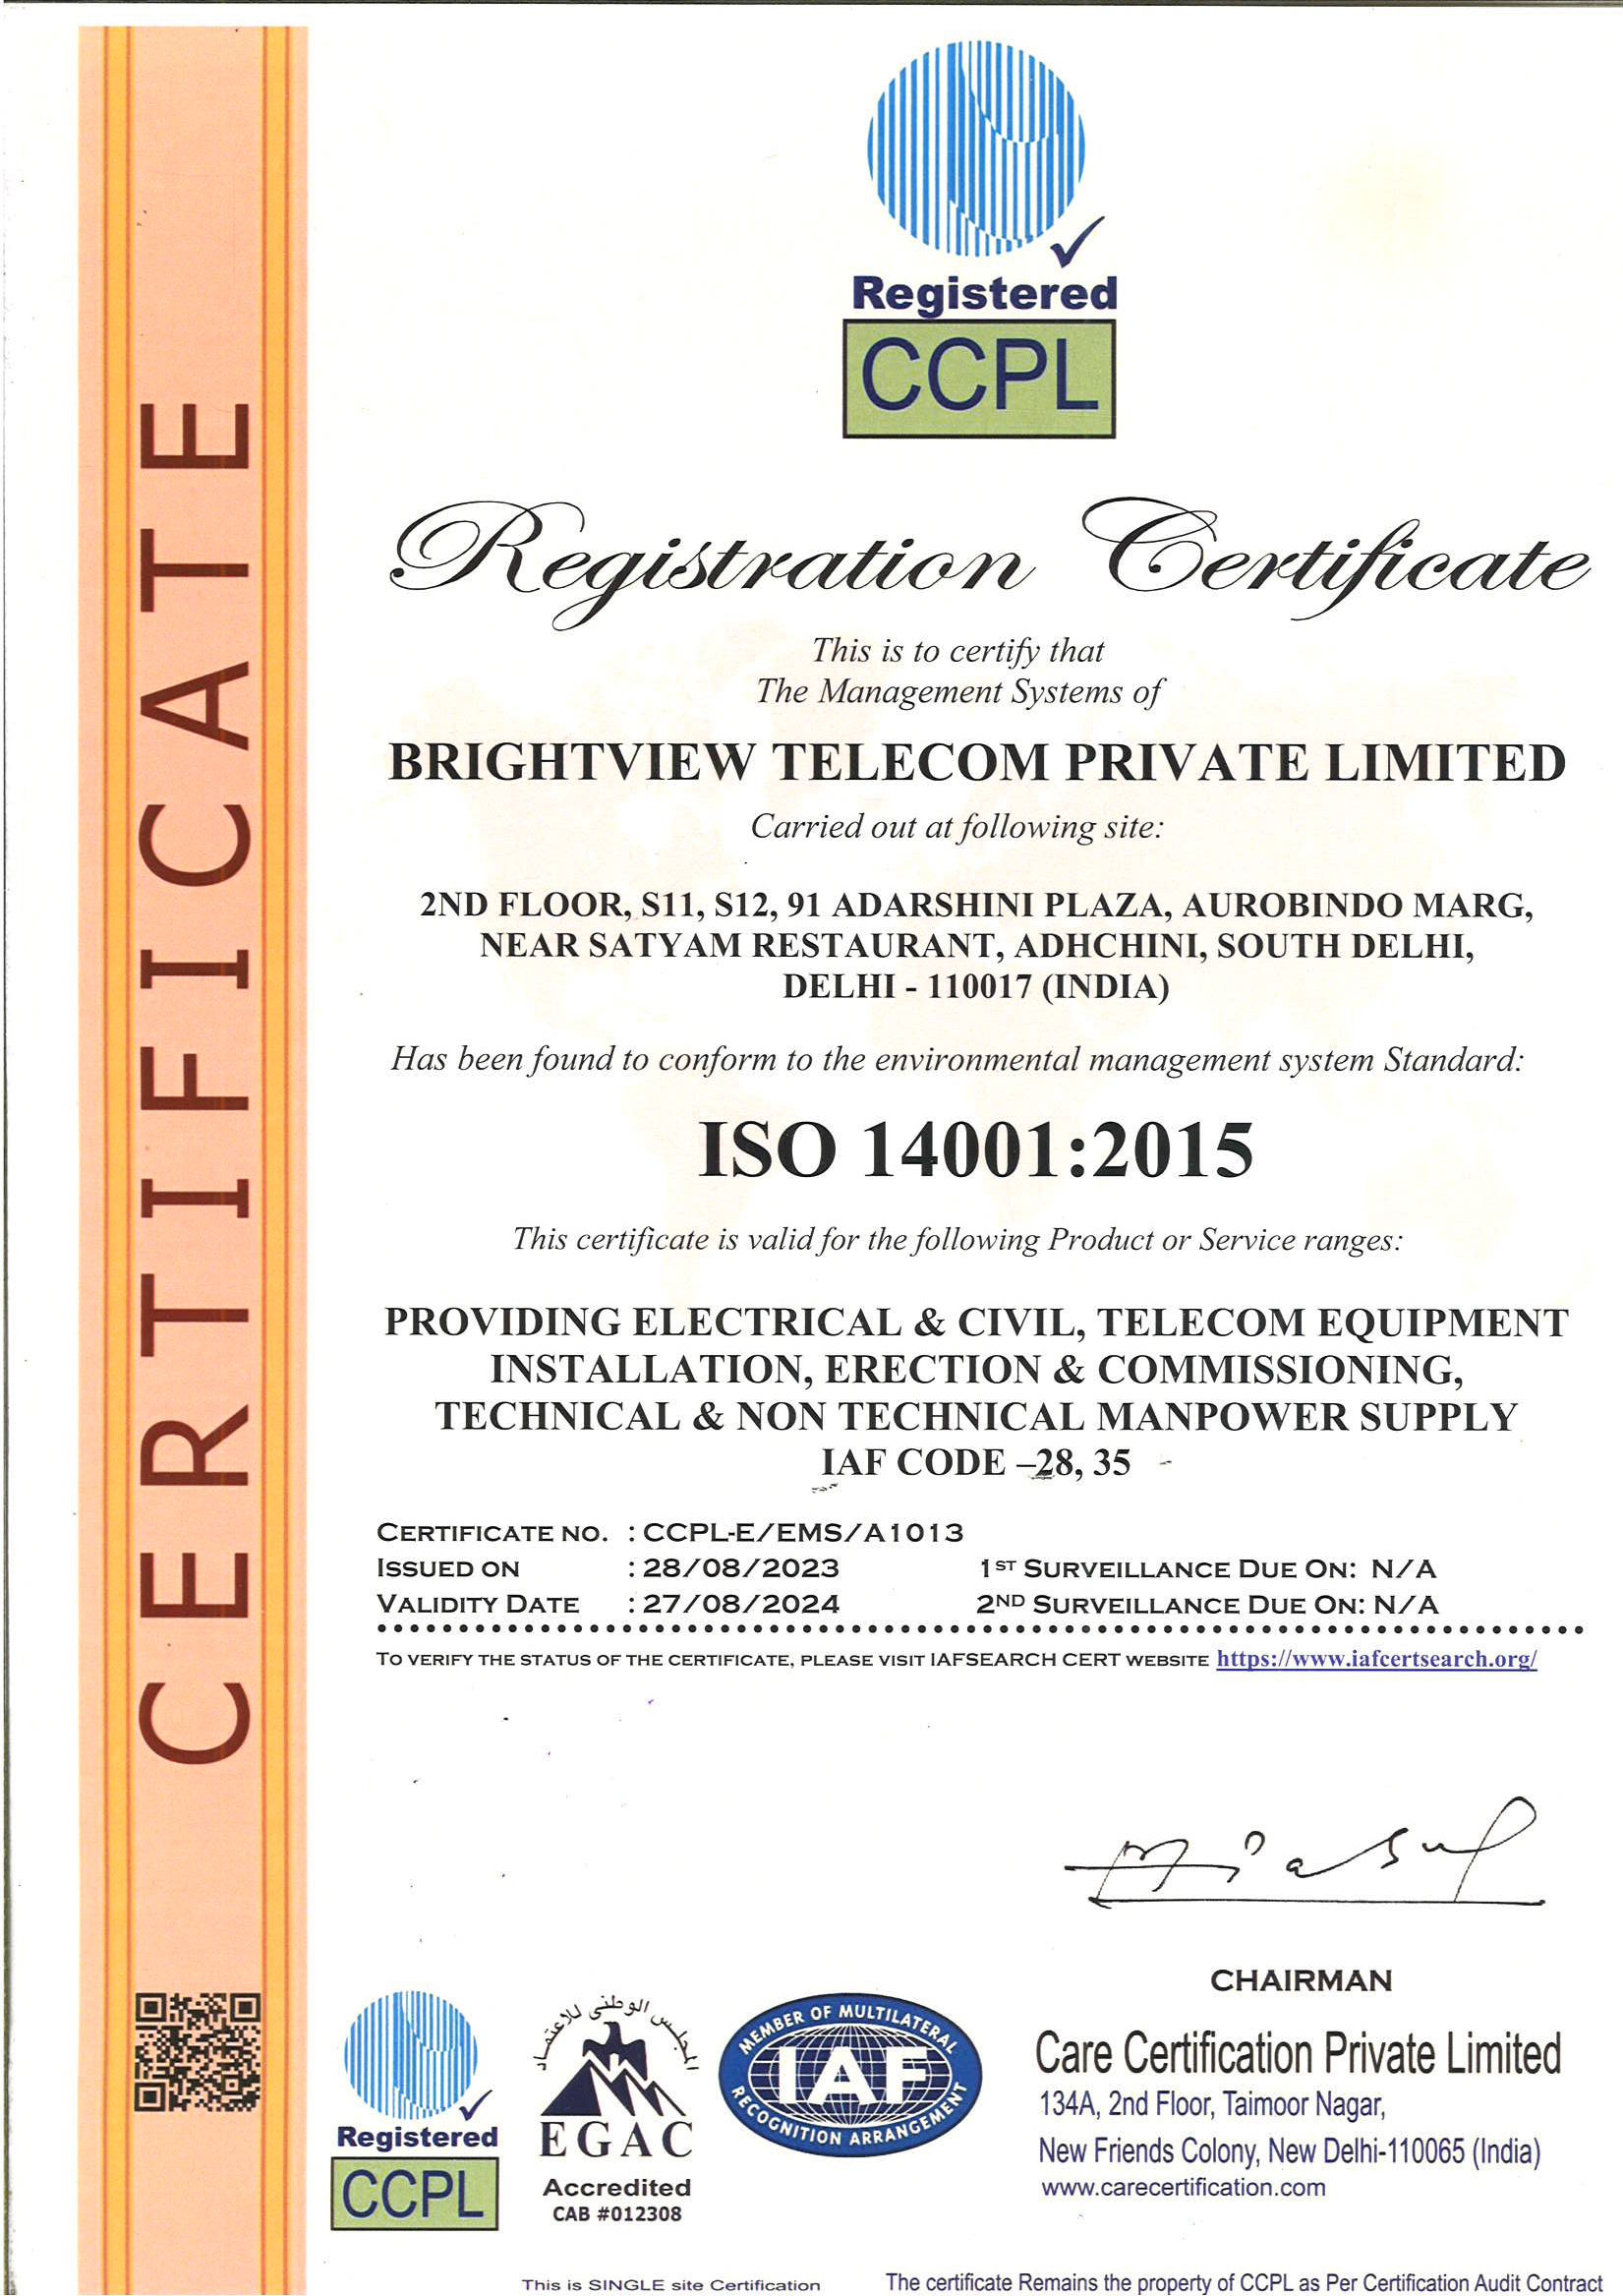 CERTIFICATE
Registered
CCPL
Registration Certificate
This is to certify that
The Management Systems of
BRIGHTVIEW TELECOM PRIVATE LIMITED
Carried out at following site:
2ND FLOOR, S11, S12, 91 ADARSHINI PLAZA, AUROBINDO MARG,
NEAR SATYAM RESTAURANT, ADHCHINI, SOUTH DELHI,
DELHI - 110017 (INDIA)
Has been found to conform to the environmental management system Standard:
ISO 14001:2015
This certificate is valid for the following Product or Service ranges:
PROVIDING ELECTRICAL & CIVIL, TELECOM EQUIPMENT
INSTALLATION, ERECTION & COMMISSIONING,
TECHNICAL & NON TECHNICAL MANPOWER SUPPLY
IAF CODE –28, 35
CERTIFICATE NO. : CCPL-E/EMS/A1013
ISSUED ON : 28/08/2023 1ST SURVEILLANCE DUE ON: N/A
VALIDITY DATE : 27/08/2024 2ND SURVEILLANCE DUE ON: N/A
TO VERIFY THE STATUS OF THE CERTIFICATE, PLEASE VISIT IAFSEARCH CERT WEBSITE https://www.iafcertsearch.org/
CHAIRMAN
Care Certification Private Limited
134A, 2nd Floor, Taimoor Nagar,
New Friends Colony, New Delhi-110065 (India)
www.carecertification.com
Registered
CCPL
المجلس الوطنى للاعتماد
EGAC
Accredited
CAB #012308
MEMBER OF MULTILATERAL
IAF
RECOGNITION ARRANGEMENT
This is SINGLE site Certification
The certificate Remains the property of CCPL as Per Certification Audit Contract